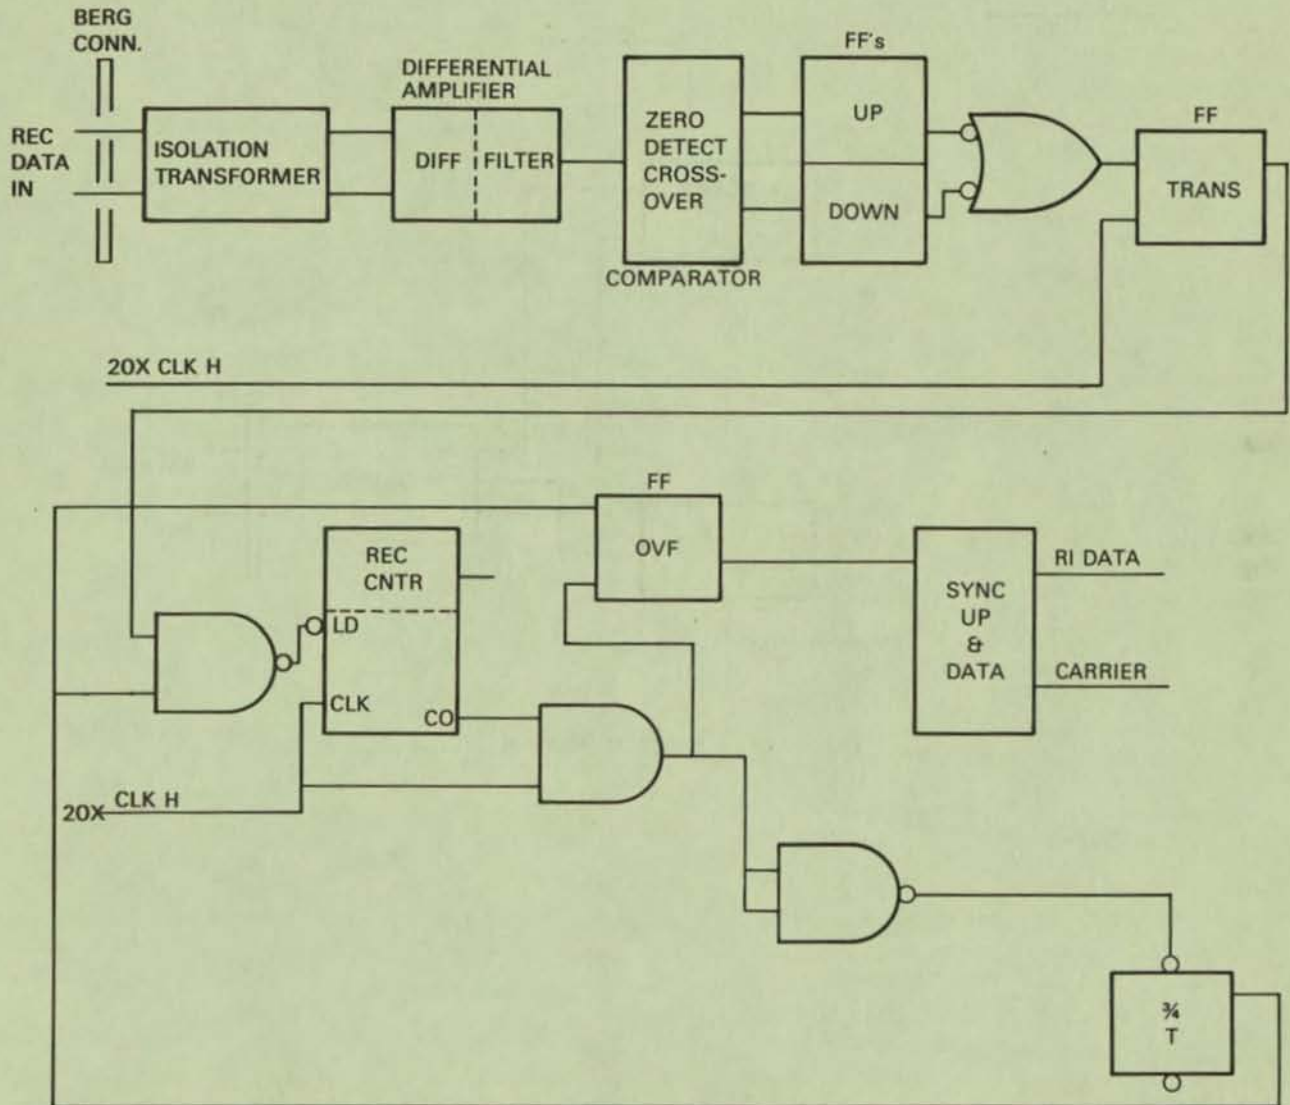 BERG
CONN.
REC
DATA
IN
ISOLATION
TRANSFORMER
DIFFERENTIAL
AMPLIFIER
DIFF
FILTER
ZERO
DETECT
CROSS-
OVER
COMPARATOR
FF's
UP
DOWN
FF
TRANS
20X CLK H
FF
OVF
REC
CNTR
LD
CLK
CO
20X CLK H
SYNC
UP
&
DATA
RI DATA
CARRIER
¾
T